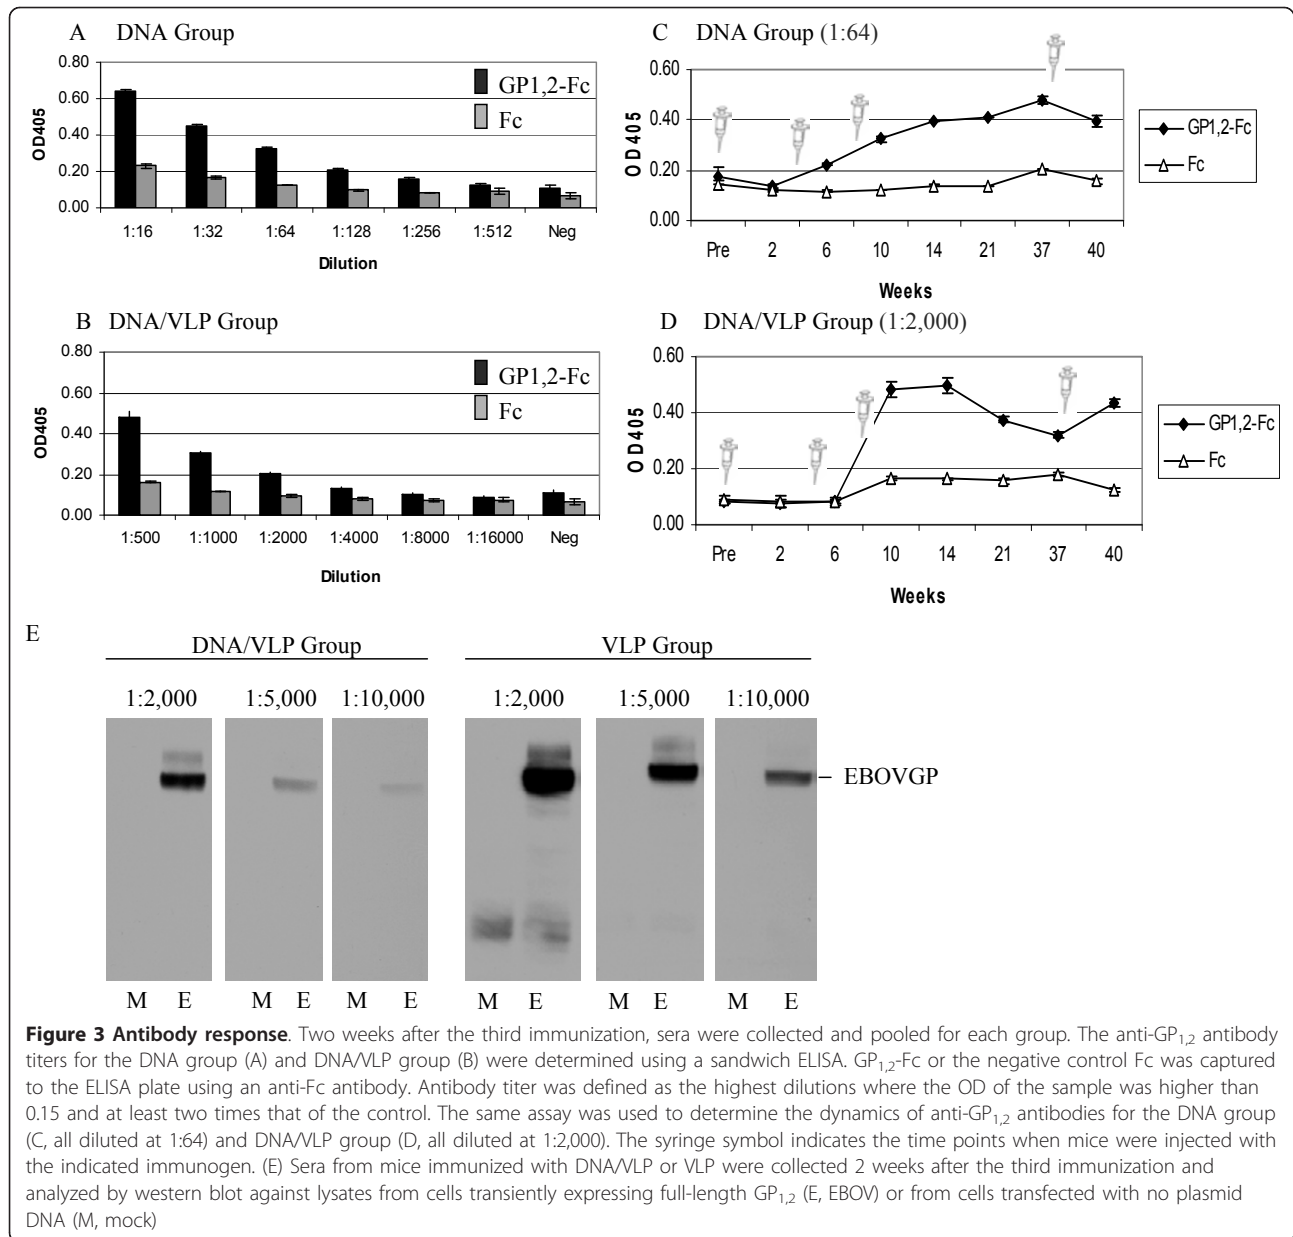 A DNA Group
0.80
0.60
0.40
0.20
0.00
OD405
GP1,2-Fc
Fc
1:16 1:32 1:64 1:128 1:256 1:512 Neg
Dilution
B DNA/VLP Group
0.80
0.60
0.40
0.20
0.00
OD405
GP1,2-Fc
Fc
1:500 1:1000 1:2000 1:4000 1:8000 1:16000 Neg
Dilution
C DNA Group (1:64)
0.60
0.40
0.20
0.00
OD405
GP1,2-Fc
Fc
Pre 2 6 10 14 21 37 40
Weeks
D DNA/VLP Group (1:2,000)
0.60
0.40
0.20
0.00
OD405
GP1,2-Fc
Fc
Pre 2 6 10 14 21 37 40
Weeks
E
DNA/VLP Group VLP Group
1:2,000 1:5,000 1:10,000 1:2,000 1:5,000 1:10,000
EBOVGP
M E M E M E M E M E M E
Figure 3 Antibody response. Two weeks after the third immunization, sera were collected and pooled for each group. The anti-GP1,2 antibody
titers for the DNA group (A) and DNA/VLP group (B) were determined using a sandwich ELISA. GP1,2-Fc or the negative control Fc was captured
to the ELISA plate using an anti-Fc antibody. Antibody titer was defined as the highest dilutions where the OD of the sample was higher than
0.15 and at least two times that of the control. The same assay was used to determine the dynamics of anti-GP1,2 antibodies for the DNA group
(C, all diluted at 1:64) and DNA/VLP group (D, all diluted at 1:2,000). The syringe symbol indicates the time points when mice were injected with
the indicated immunogen. (E) Sera from mice immunized with DNA/VLP or VLP were collected 2 weeks after the third immunization and
analyzed by western blot against lysates from cells transiently expressing full-length GP1,2 (E, EBOV) or from cells transfected with no plasmid
DNA (M, mock)